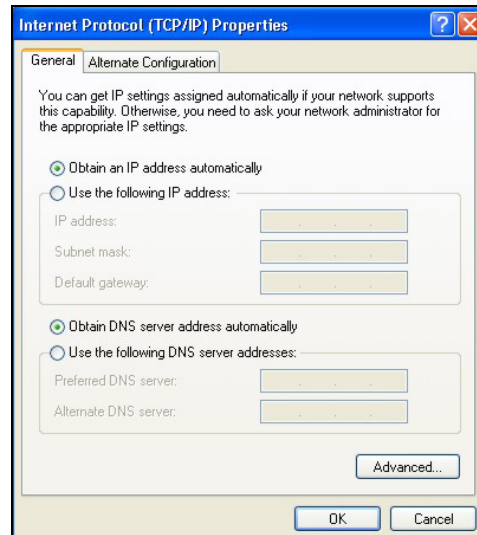 Internet Protocol (TCP/IP) Properties
General
Alternate Configuration
You can get IP settings assigned automatically if your network supports
this capability. Otherwise, you need to ask your network administrator for
the appropriate IP settings.
Obtain an IP address automatically
Use the following IP address:
IP address:
Subnet mask:
Default gateway:
Obtain DNS server address automatically
Use the following DNS server addresses:
Preferred DNS server:
Alternate DNS server:
Advanced...
OK
Cancel